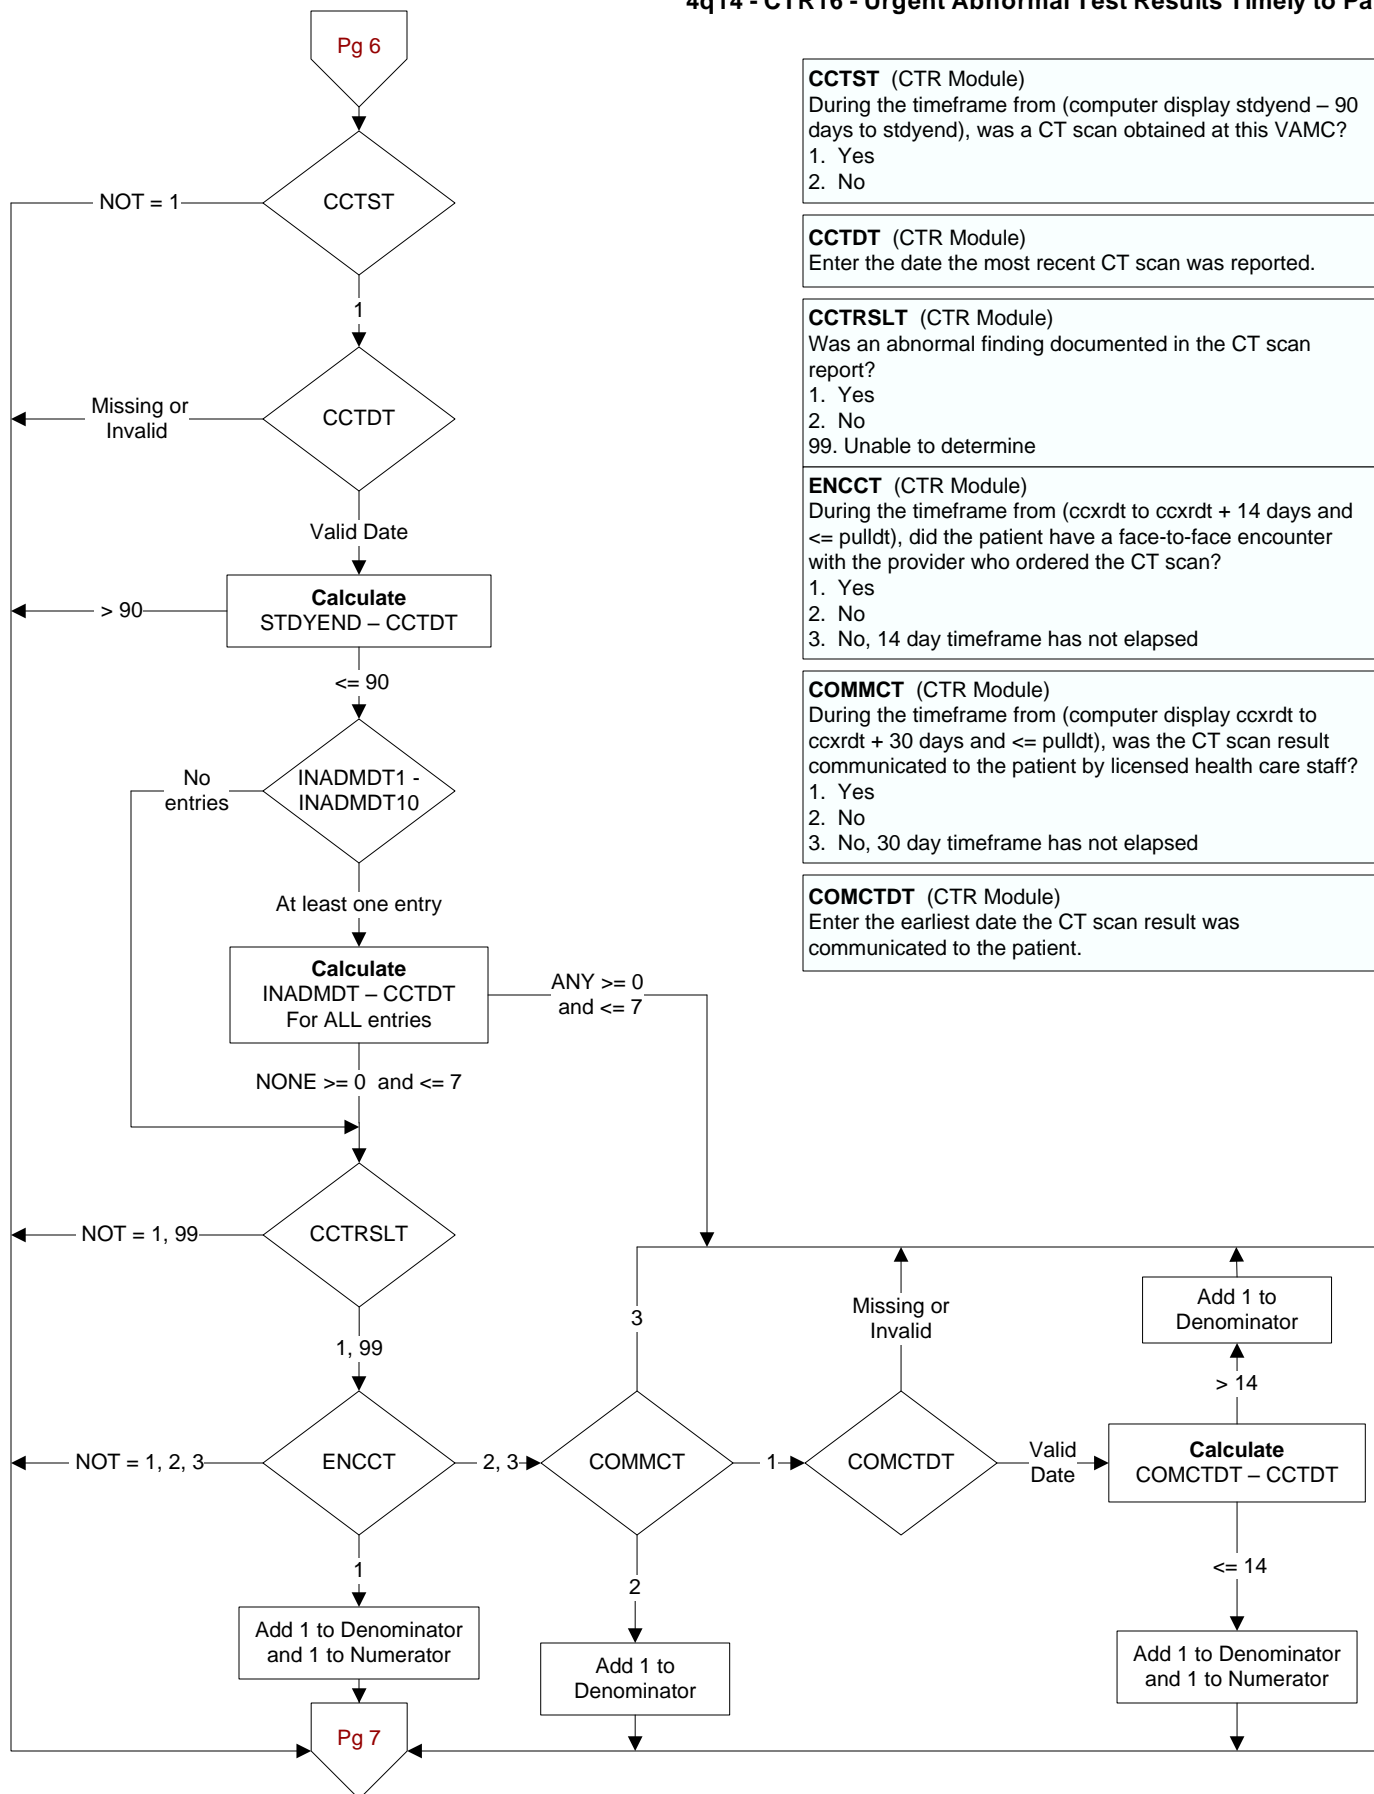 4q14 - CTR16 - Urgent Abnormal Test Results Timely to Pa
Pg 6
CCTST (CTR Module)
During the timeframe from (computer display stdyend – 90
days to stdyend), was a CT scan obtained at this VAMC?
1. Yes
2. No
CCTDT (CTR Module)
Enter the date the most recent CT scan was reported.
CCTRSLT (CTR Module)
Was an abnormal finding documented in the CT scan
report?
1. Yes
2. No
99. Unable to determine
ENCCT (CTR Module)
During the timeframe from (ccxrdt to ccxrdt + 14 days and
<= pulldt), did the patient have a face-to-face encounter
with the provider who ordered the CT scan?
1. Yes
2. No
3. No, 14 day timeframe has not elapsed
COMMCT (CTR Module)
During the timeframe from (computer display ccxrdt to
ccxrdt + 30 days and <= pulldt), was the CT scan result
communicated to the patient by licensed health care staff?
1. Yes
2. No
3. No, 30 day timeframe has not elapsed
COMCTDT (CTR Module)
Enter the earliest date the CT scan result was
communicated to the patient.
NOT = 1
CCTST
1
Missing or
Invalid
CCTDT
Valid Date
> 90
Calculate
STDYEND – CCTDT
<= 90
No
entries
INADMDT1 -
INADMDT10
At least one entry
Calculate
INADMDT – CCTDT
For ALL entries
ANY >= 0
and <= 7
NONE >= 0 and <= 7
NOT = 1, 99
CCTRSLT
1, 99
3
Missing or
Invalid
Add 1 to
Denominator
> 14
NOT = 1, 2, 3
ENCCT
2, 3
COMMCT
1
COMCTDT
Valid
Date
Calculate
COMCTDT – CCTDT
1
2
<= 14
Add 1 to Denominator
and 1 to Numerator
Add 1 to
Denominator
Add 1 to Denominator
and 1 to Numerator
Pg 7